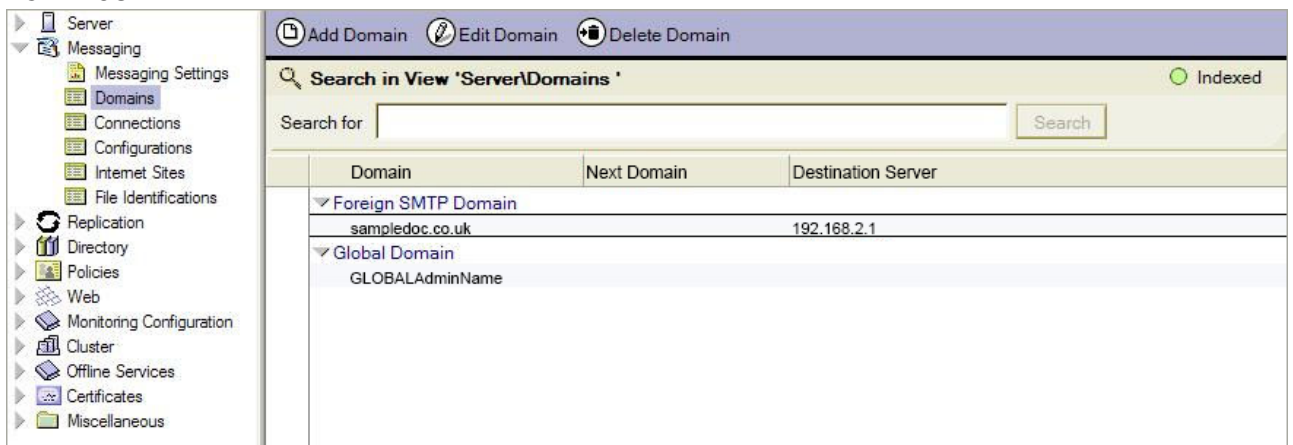 Server
Messaging
Messaging Settings
Domains
Connections
Configurations
Internet Sites
File Identifications
Replication
Directory
Policies
Web
Monitoring Configuration
Cluster
Offline Services
Certificates
Miscellaneous
Add Domain Edit Domain Delete Domain
Search in View 'Server\Domains ' Indexed
Search for Search
Domain Next Domain Destination Server
Foreign SMTP Domain
sampledoc.co.uk 192.168.2.1
Global Domain
GLOBALAdminName